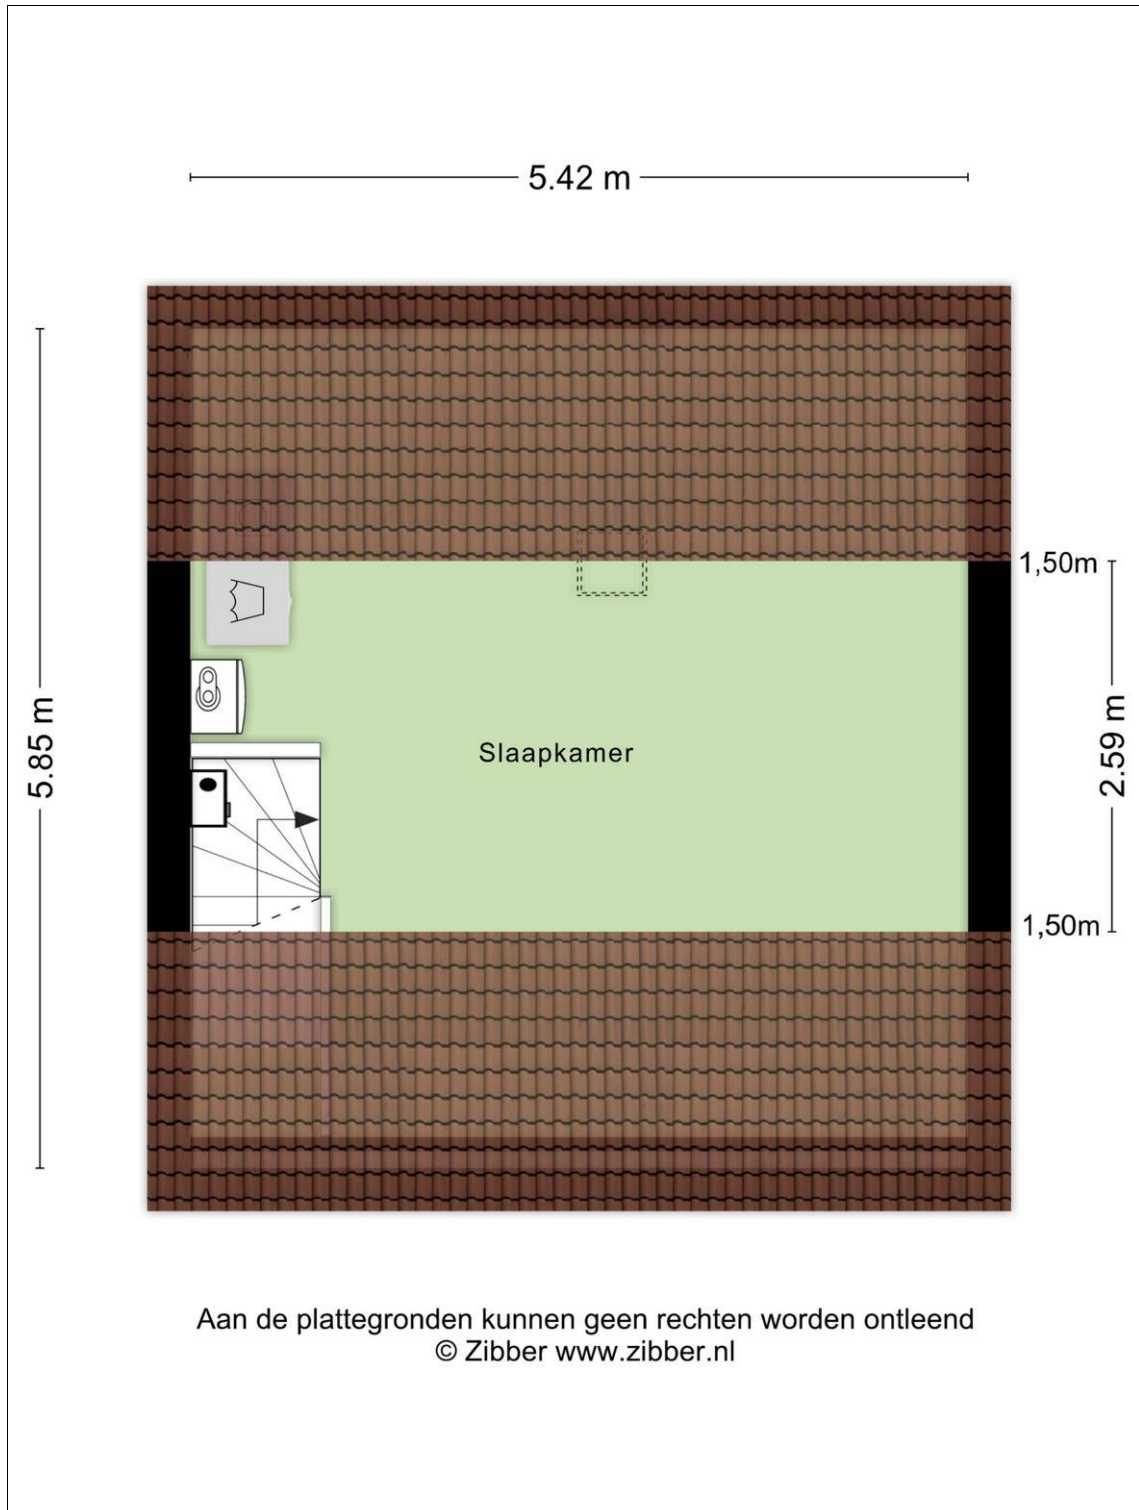 5.42 m
1,50m
5.85 m
2.59 m
Slaapkamer
1,50m
Aan de plattegronden kunnen geen rechten worden ontleend
© Zibber www.zibber.nl